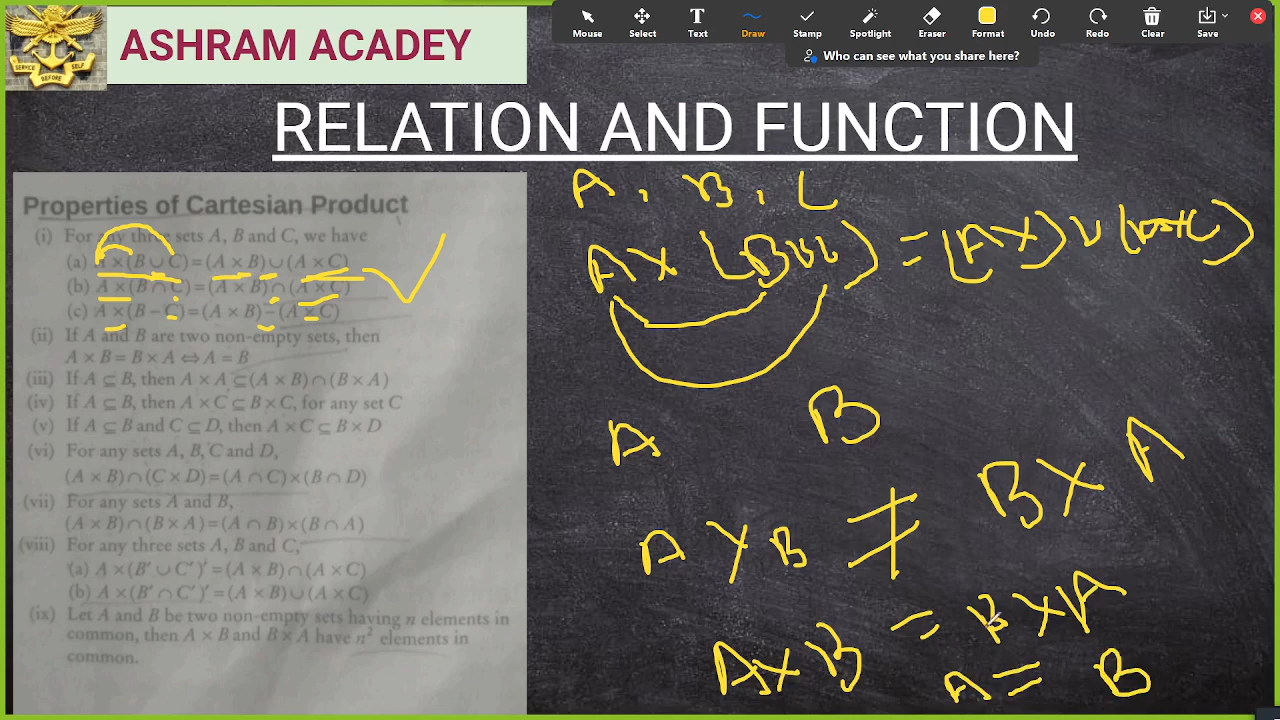 Mouse Select Text Draw Stamp Spotlight Eraser Format Undo Redo Clear Save
Who can see what you share here?
SERVICE BEFORE SELF
ASHRAM ACADEY
RELATION AND FUNCTION
Properties of Cartesian Product
(i) For any three sets A, B and C, we have
(a) A×(B∪C)=(A×B)∪(A×C)
(b) A×(B∩C)=(A×B)∩(A×C)
(c) A×(B−C)=(A×B)−(A×C)
(ii) If A and B are two non-empty sets, then
A×B=B×A⇔A=B
(iii) If A⊆B, then A×A⊆(A×B)∩(B×A)
(iv) If A⊆B, then A×C⊆B×C, for any set C
(v) If A⊆B and C⊆D, then A×C⊆B×D
(vi) For any sets A, B, C and D,
(A×B)∩(C×D)=(A∩C)×(B∩D)
(vii) For any sets A and B,
(A×B)∩(B×A)=(A∩B)×(B∩A)
(viii) For any three sets A, B and C,
(a) A×(B'∪C')'=(A×B)∩(A×C)
(b) A×(B'∩C')'=(A×B)∪(A×C)
(ix) Let A and B be two non-empty sets having n elements in
common, then A×B and B×A have n² elements in
common.
A, B, C
A B
A×B ≠ B×A
A×B = B×A
A = B